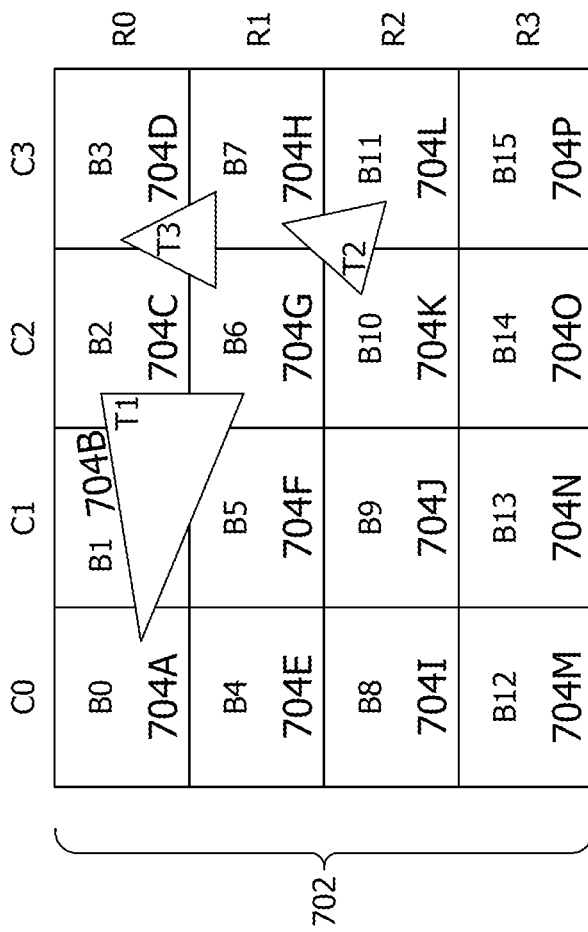 C0 C1 C2 C3
B0 B1 B2 B3 R0
704A 704B 704C 704D
T1 T3
B4 B5 B6 B7 R1
704E 704F 704G 704H
T2
B8 B9 B10 B11 R2
704I 704J 704K 704L
B12 B13 B14 B15 R3
704M 704N 704O 704P
702